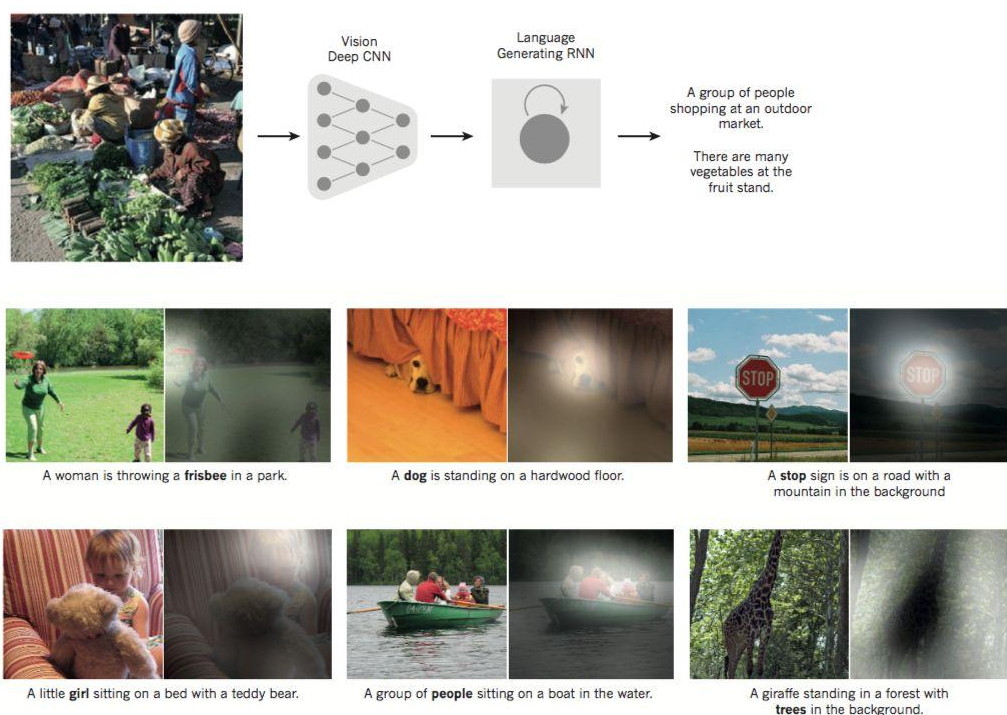 Vision
Deep CNN
Language
Generating RNN
A group of people
shopping at an outdoor
market.
There are many
vegetables at the
fruit stand.
STOP
STOP
A woman is throwing a frisbee in a park.
A dog is standing on a hardwood floor.
A stop sign is on a road with a
mountain in the background
A little girl sitting on a bed with a teddy bear.
A group of people sitting on a boat in the water.
A giraffe standing in a forest with
trees in the background.